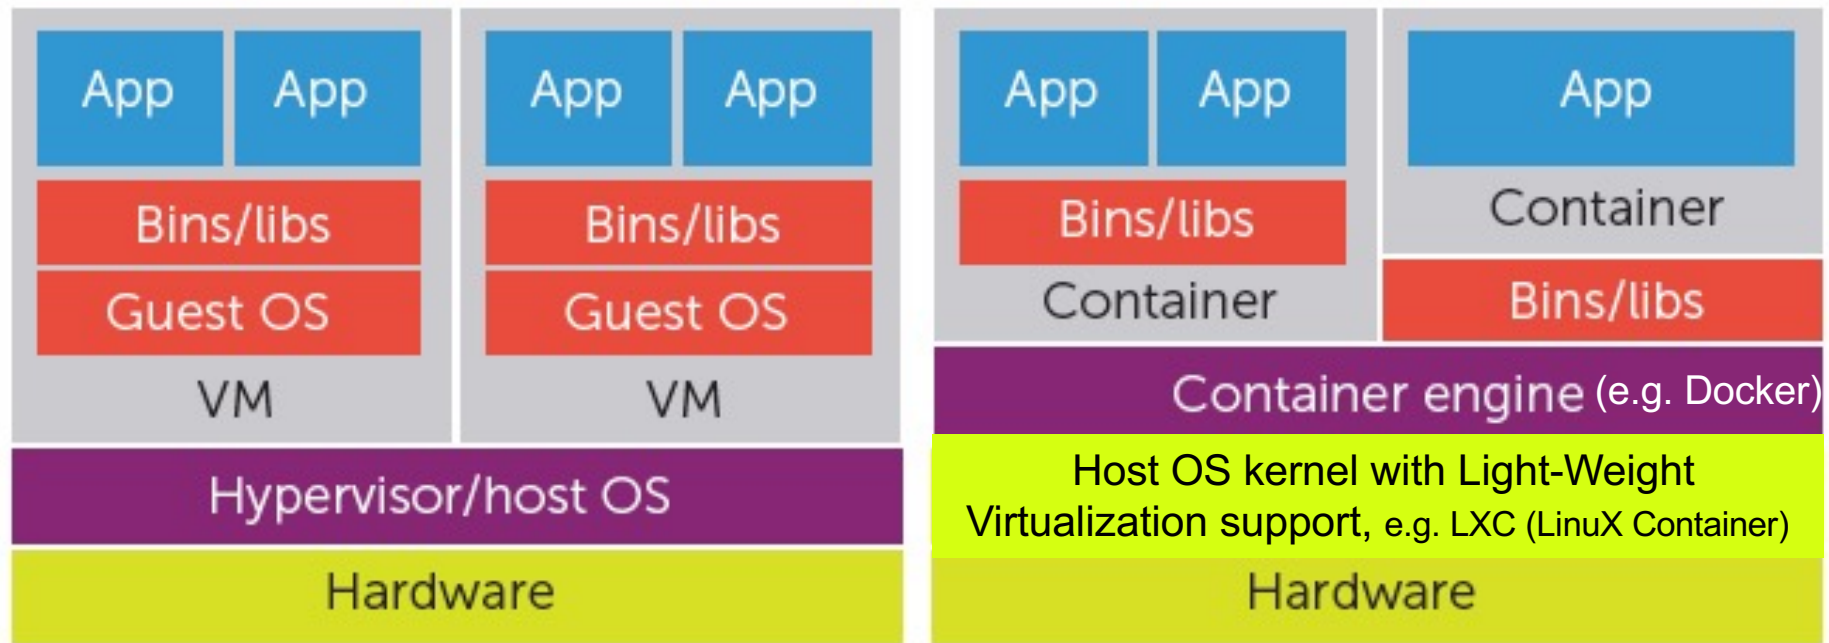 App
App
Bins/libs
Guest OS
VM
App
App
Bins/libs
Guest OS
VM
Hypervisor/host OS
Hardware
App
App
Bins/libs
Container
App
Container
Bins/libs
Container engine (e.g. Docker)
Host OS kernel with Light-Weight
Virtualization support, e.g. LXC (LinuX Container)
Hardware